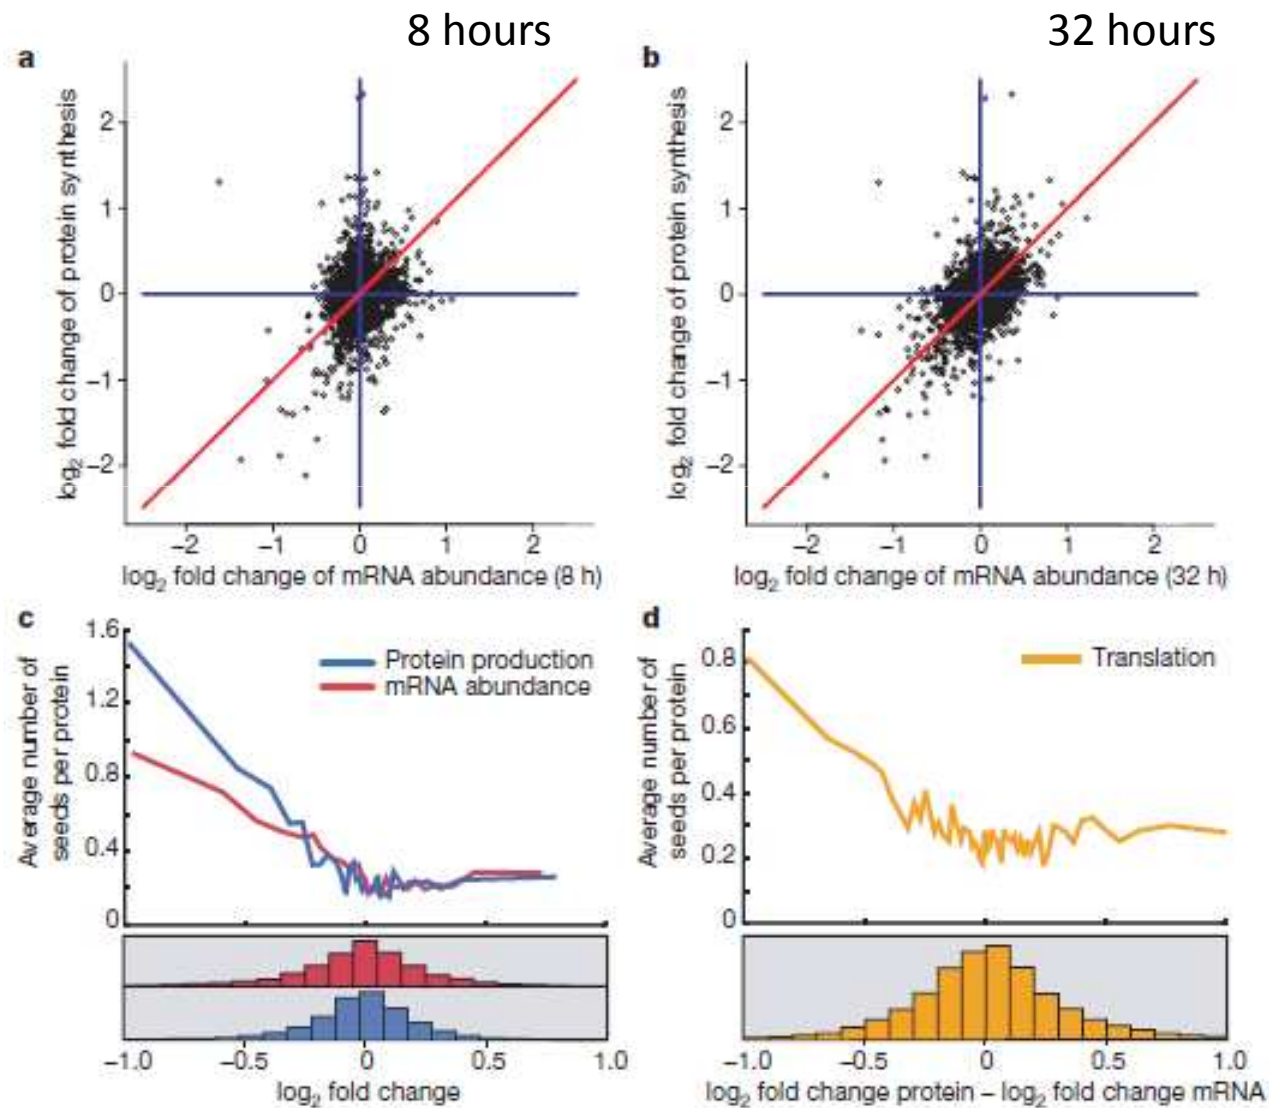 8 hours
32 hours
a
log2 fold change of protein synthesis
2
1
0
−1
−2
−2 −1 0 1 2
log2 fold change of mRNA abundance (8 h)
b
log2 fold change of protein synthesis
2
1
0
−1
−2
−2 −1 0 1 2
log2 fold change of mRNA abundance (32 h)
c
Average number of
seeds per protein
1.6
1.2
0.8
0.4
0
Protein production
mRNA abundance
−1.0 −0.5 0 0.5 1.0
log2 fold change
d
Average number of
seeds per protein
0.8
0.6
0.4
0.2
0
Translation
−1.0 −0.5 0 0.5 1.0
log2 fold change protein – log2 fold change mRNA